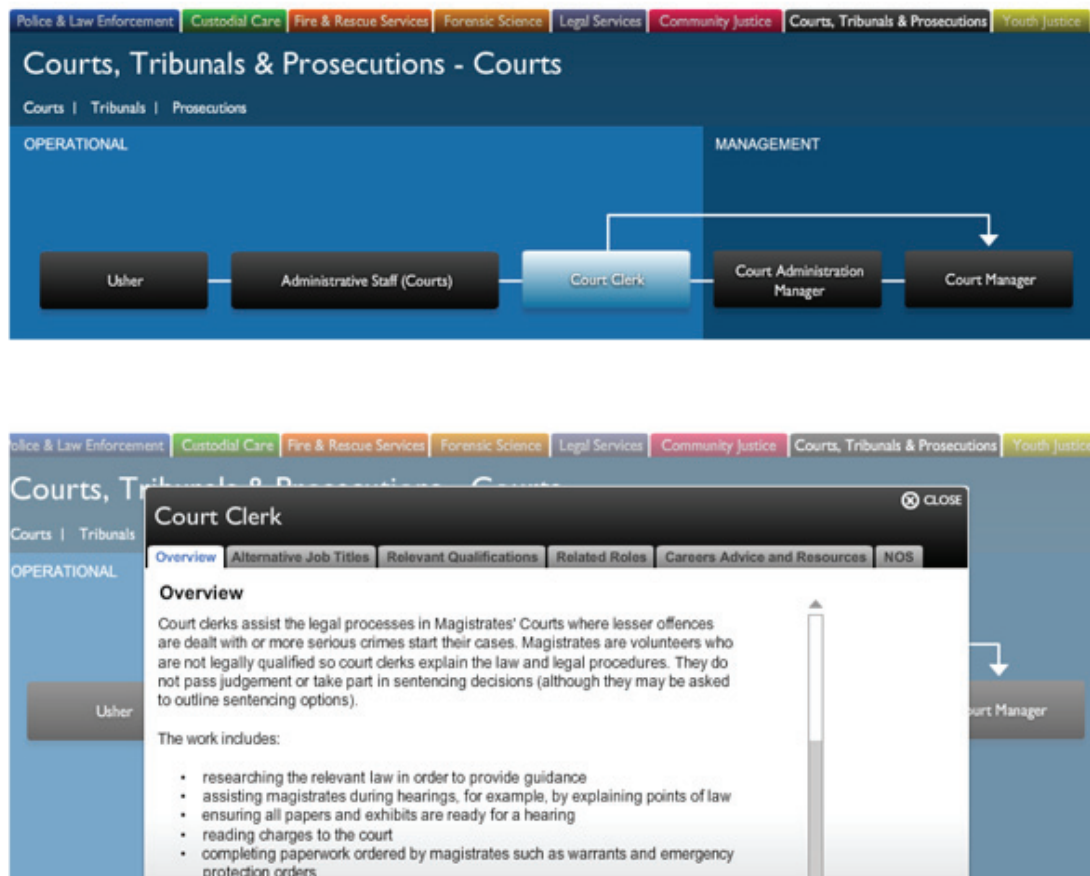 Police & Law Enforcement Custodial Care Fire & Rescue Services Forensic Science Legal Services Community Justice Courts, Tribunals & Prosecutions Youth Justice
Courts, Tribunals & Prosecutions - Courts
Courts | Tribunals | Prosecutions
OPERATIONAL MANAGEMENT
Usher Administrative Staff (Courts) Court Clerk Court Administration Manager Court Manager
olice & Law Enforcement Custodial Care Fire & Rescue Services Forensic Science Legal Services Community Justice Courts, Tribunals & Prosecutions Youth Justice
Courts, Tribunals & Prosecutions - Courts
CLOSE
Court Clerk
Courts | Tribunals
Overview Alternative Job Titles Relevant Qualifications Related Roles Careers Advice and Resources NOS
OPERATIONAL
Overview
Court clerks assist the legal processes in Magistrates' Courts where lesser offences
are dealt with or more serious crimes start their cases. Magistrates are volunteers who
are not legally qualified so court clerks explain the law and legal procedures. They do
not pass judgement or take part in sentencing decisions (although they may be asked
to outline sentencing options).
Usher
ourt Manager
The work includes:
• researching the relevant law in order to provide guidance
• assisting magistrates during hearings, for example, by explaining points of law
• ensuring all papers and exhibits are ready for a hearing
• reading charges to the court
• completing paperwork ordered by magistrates such as warrants and emergency
protection orders